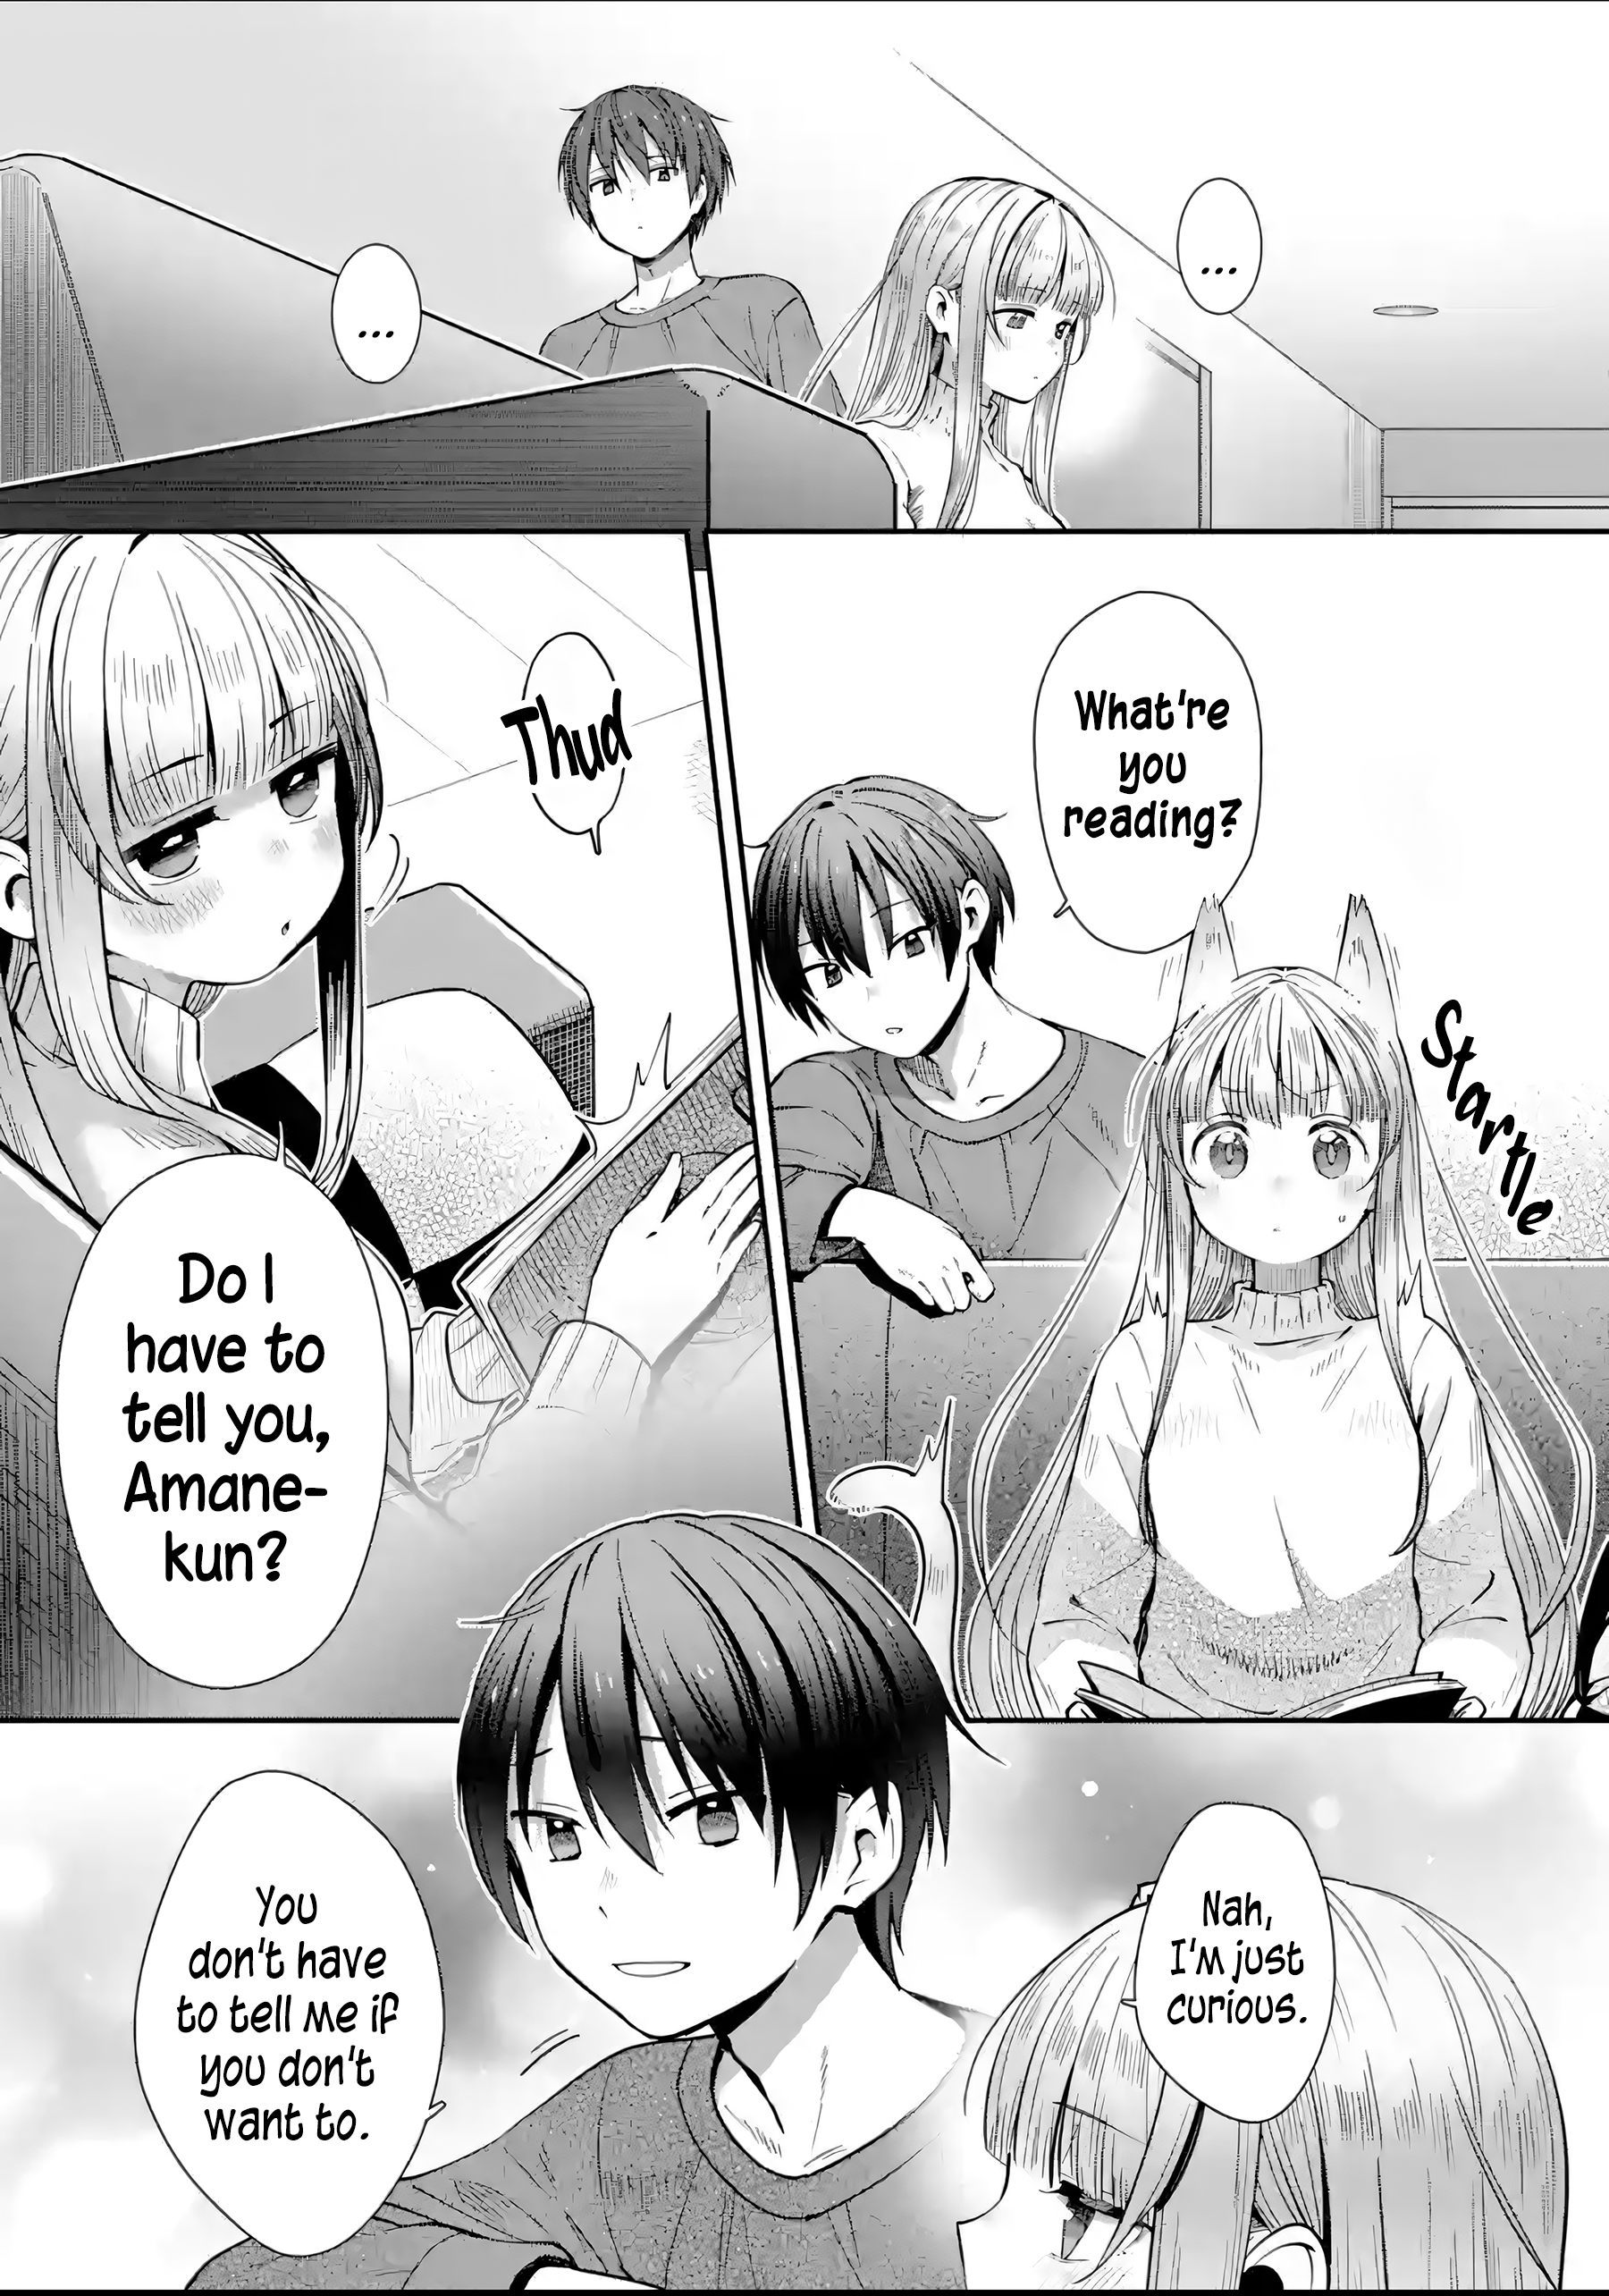 ...
...
What're
you
reading?
Startle
Thud
Do I
have to
tell you,
Amane-
kun?
Nah,
I'm just
curious.
You
don't have
to tell me if
you don't
want to.